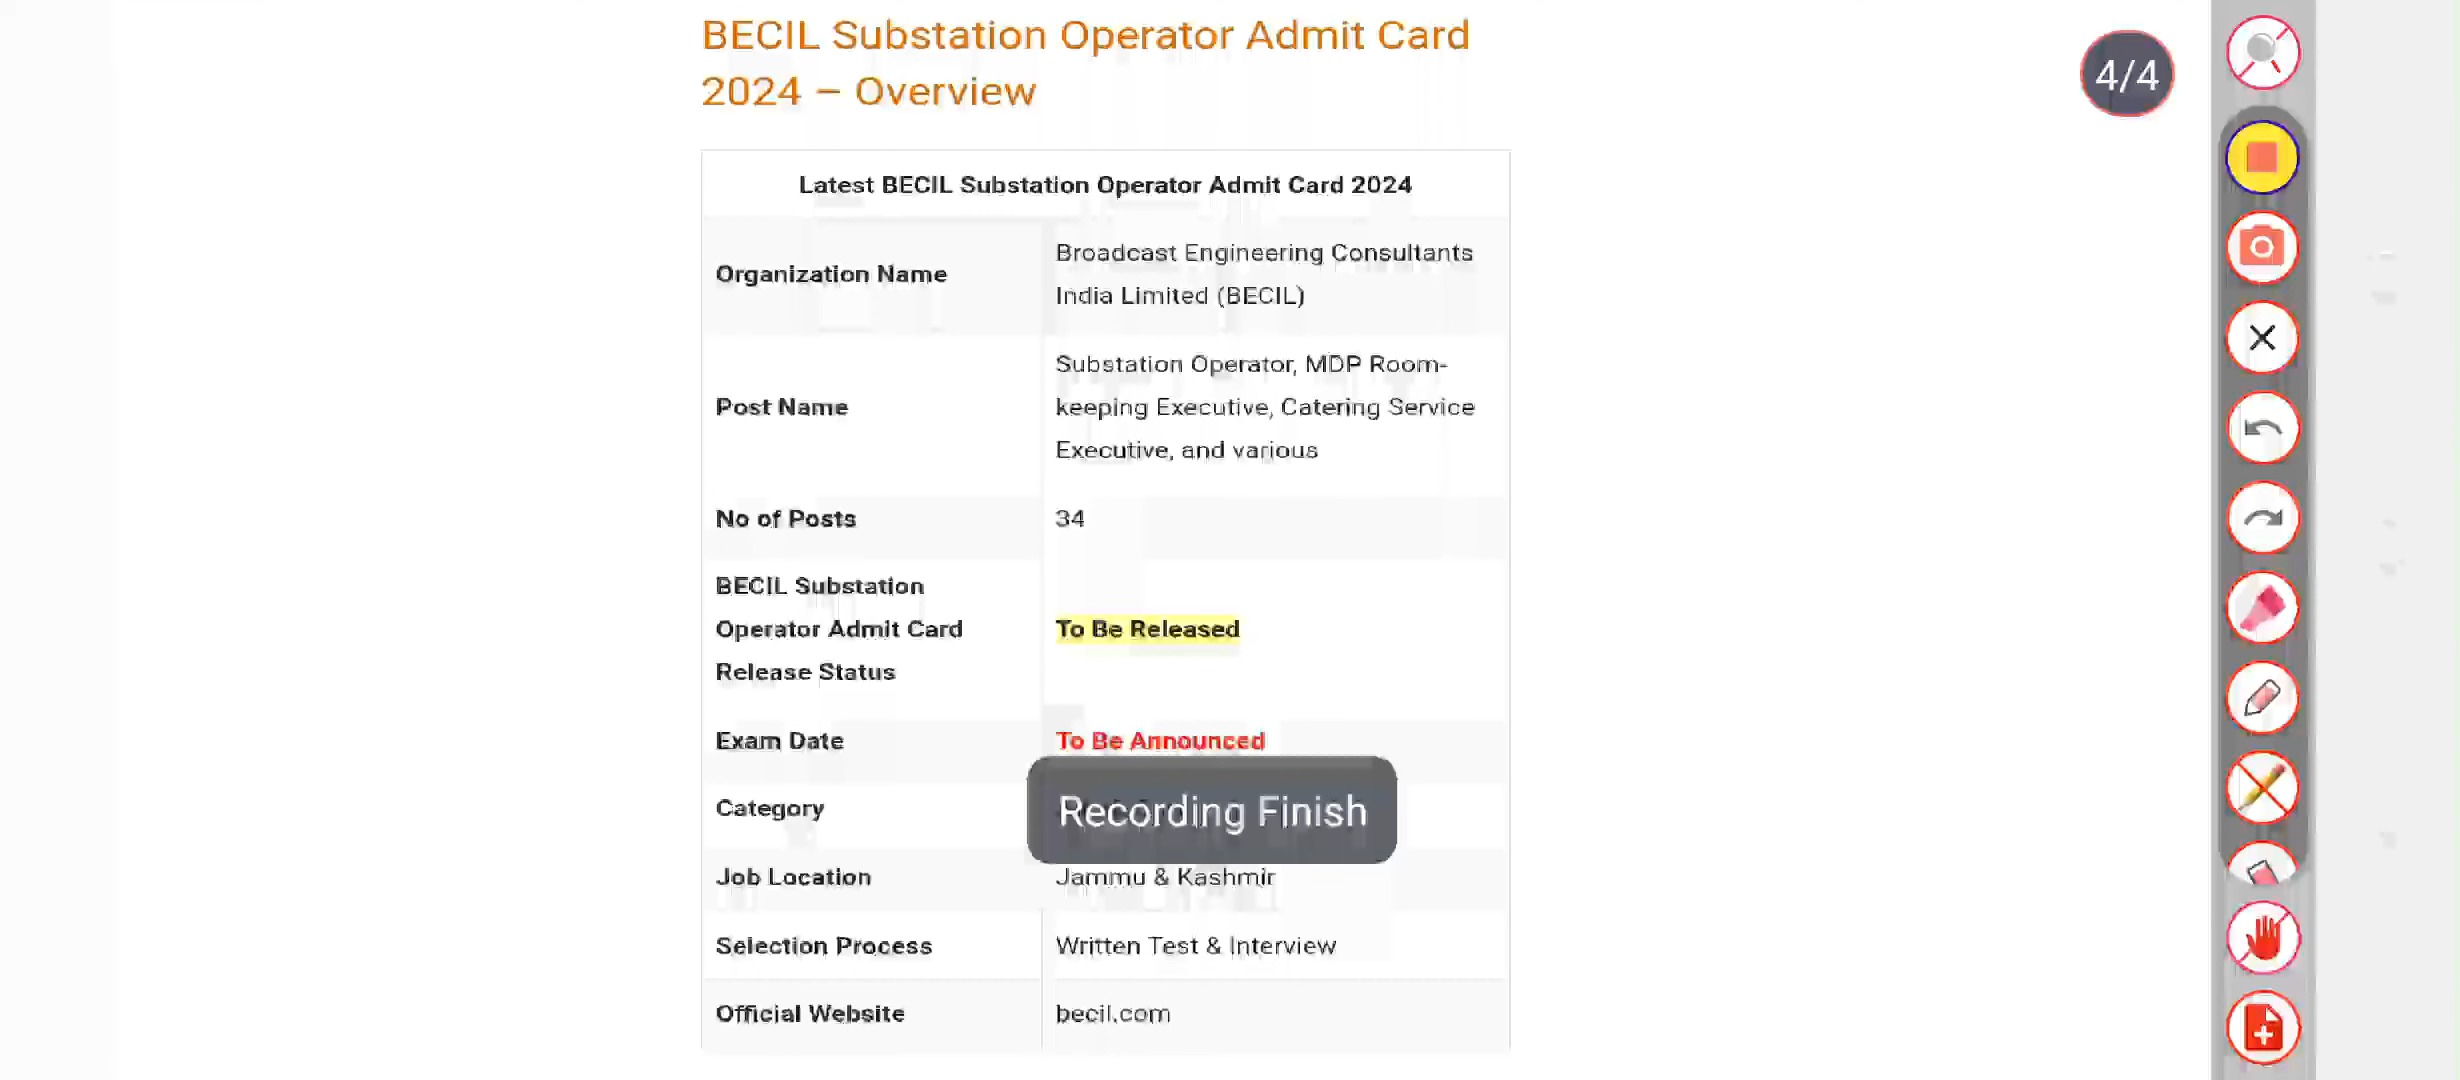 BECIL Substation Operator Admit Card
2024 – Overview
4/4
Latest BECIL Substation Operator Admit Card 2024
Organization Name
Broadcast Engineering Consultants
India Limited (BECIL)
Post Name
Substation Operator, MDP Room-
keeping Executive, Catering Service
Executive, and various
No of Posts
34
BECIL Substation
Operator Admit Card
Release Status
To Be Released
Exam Date
To Be Announced
Category
Recording Finish
Job Location
Jammu & Kashmir
Selection Process
Written Test & Interview
Official Website
becil.com